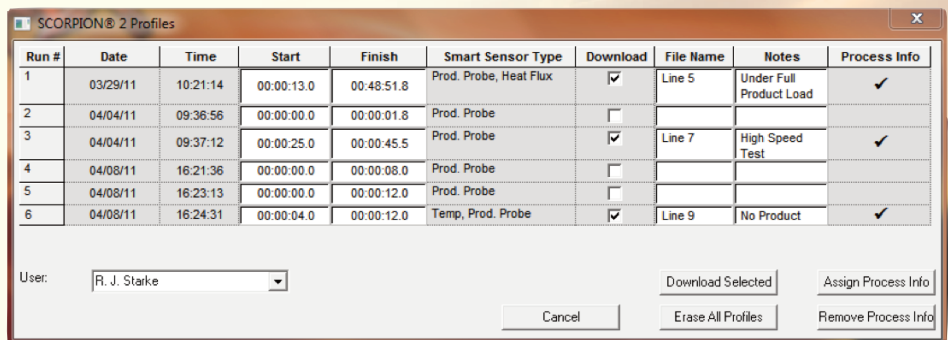 SCORPION® 2 Profiles
x
Run # Date Time Start Finish Smart Sensor Type Download File Name Notes Process Info
1 03/29/11 10:21:14 00:00:13.0 00:48:51.8 Prod. Probe, Heat Flux Line 5 Under Full
Product Load
2 04/04/11 09:36:56 00:00:00.0 00:00:01.8 Prod. Probe
3 04/04/11 09:37:12 00:00:25.0 00:00:45.5 Prod. Probe Line 7 High Speed
Test
4 04/08/11 16:21:36 00:00:00.0 00:00:08.0 Prod. Probe
5 04/08/11 16:23:13 00:00:00.0 00:00:12.0 Prod. Probe
6 04/08/11 16:24:31 00:00:04.0 00:00:12.0 Temp, Prod. Probe Line 9 No Product
User: R. J. Starke Download Selected Assign Process Info
Cancel Erase All Profiles Remove Process Info